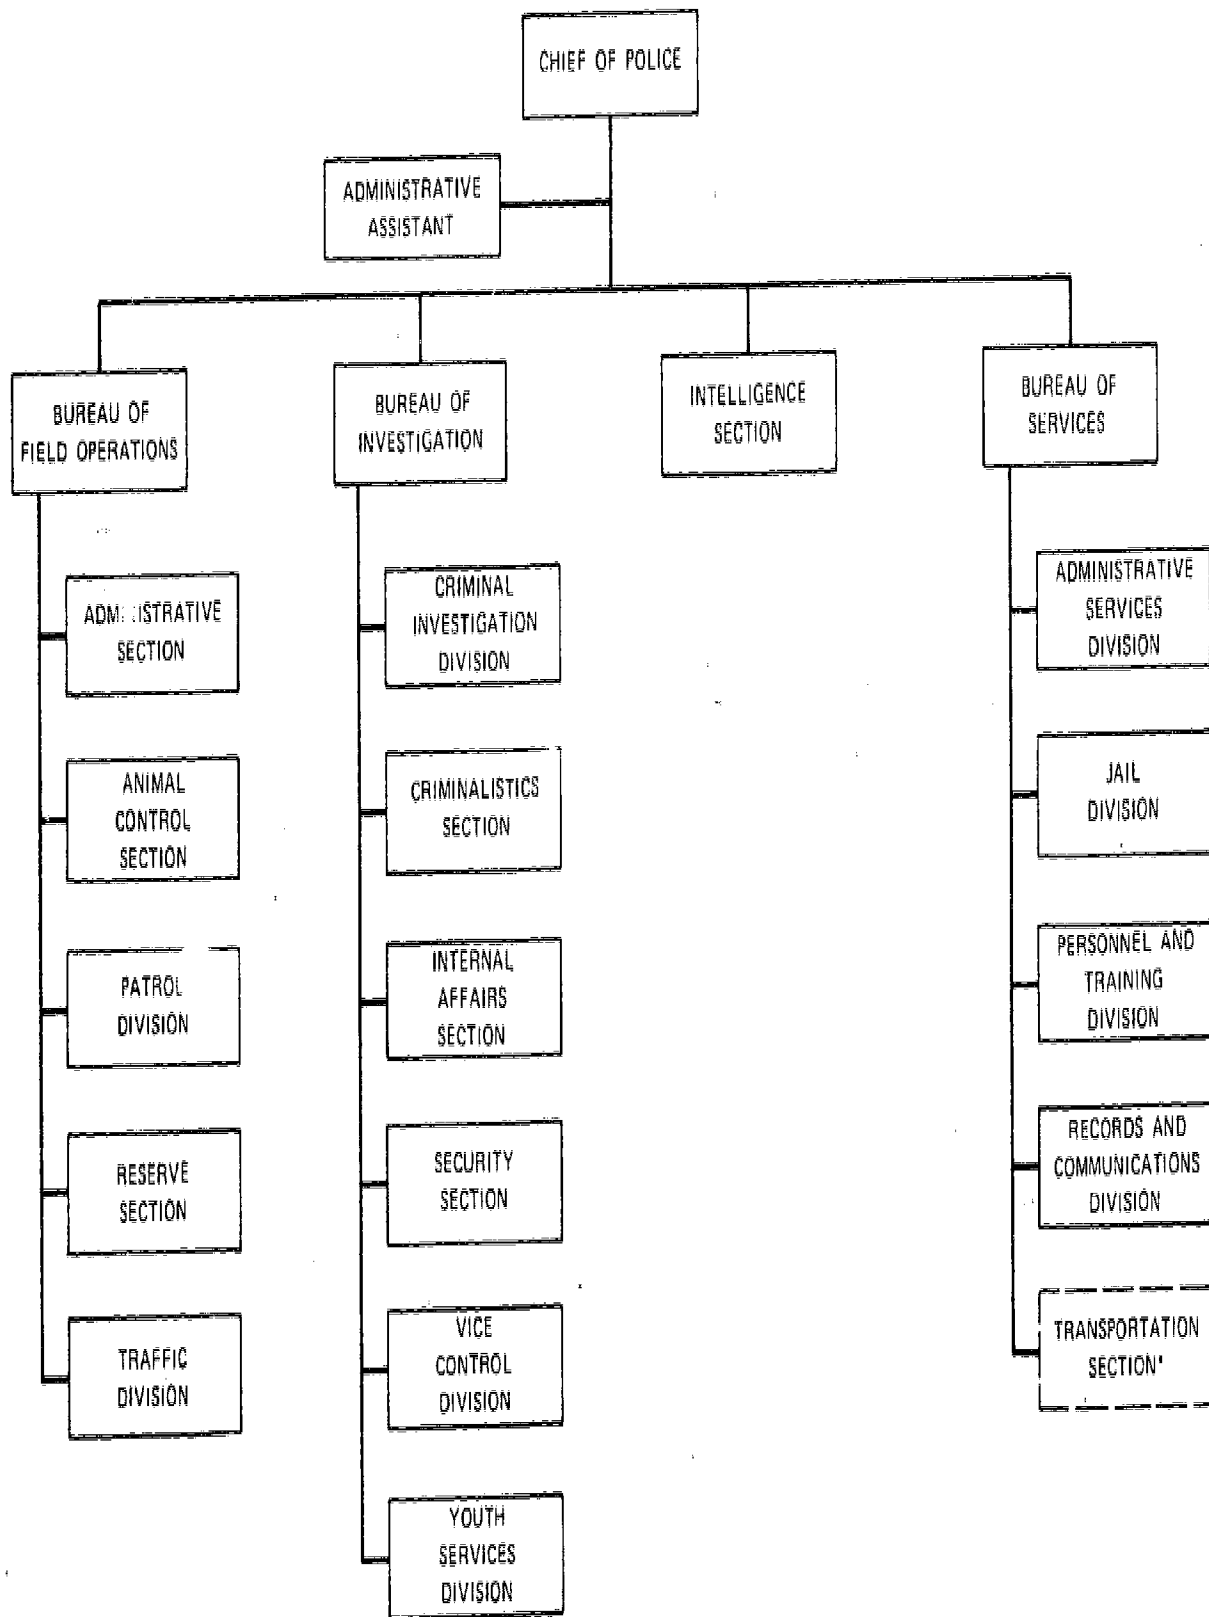 CHIEF OF POLICE
ADMINISTRATIVE
ASSISTANT
BUREAU OF
FIELD OPERATIONS
BUREAU OF
INVESTIGATION
INTELLIGENCE
SECTION
BUREAU OF
SERVICES
ADMINISTRATIVE
SECTION
ANIMAL
CONTROL
SECTION
PATROL
DIVISION
RESERVE
SECTION
TRAFFIC
DIVISION
CRIMINAL
INVESTIGATION
DIVISION
CRIMINALISTICS
SECTION
INTERNAL
AFFAIRS
SECTION
SECURITY
SECTION
VICE
CONTROL
DIVISION
YOUTH
SERVICES
DIVISION
ADMINISTRATIVE
SERVICES
DIVISION
JAIL
DIVISION
PERSONNEL AND
TRAINING
DIVISION
RECORDS AND
COMMUNICATIONS
DIVISION
TRANSPORTATION
SECTION*